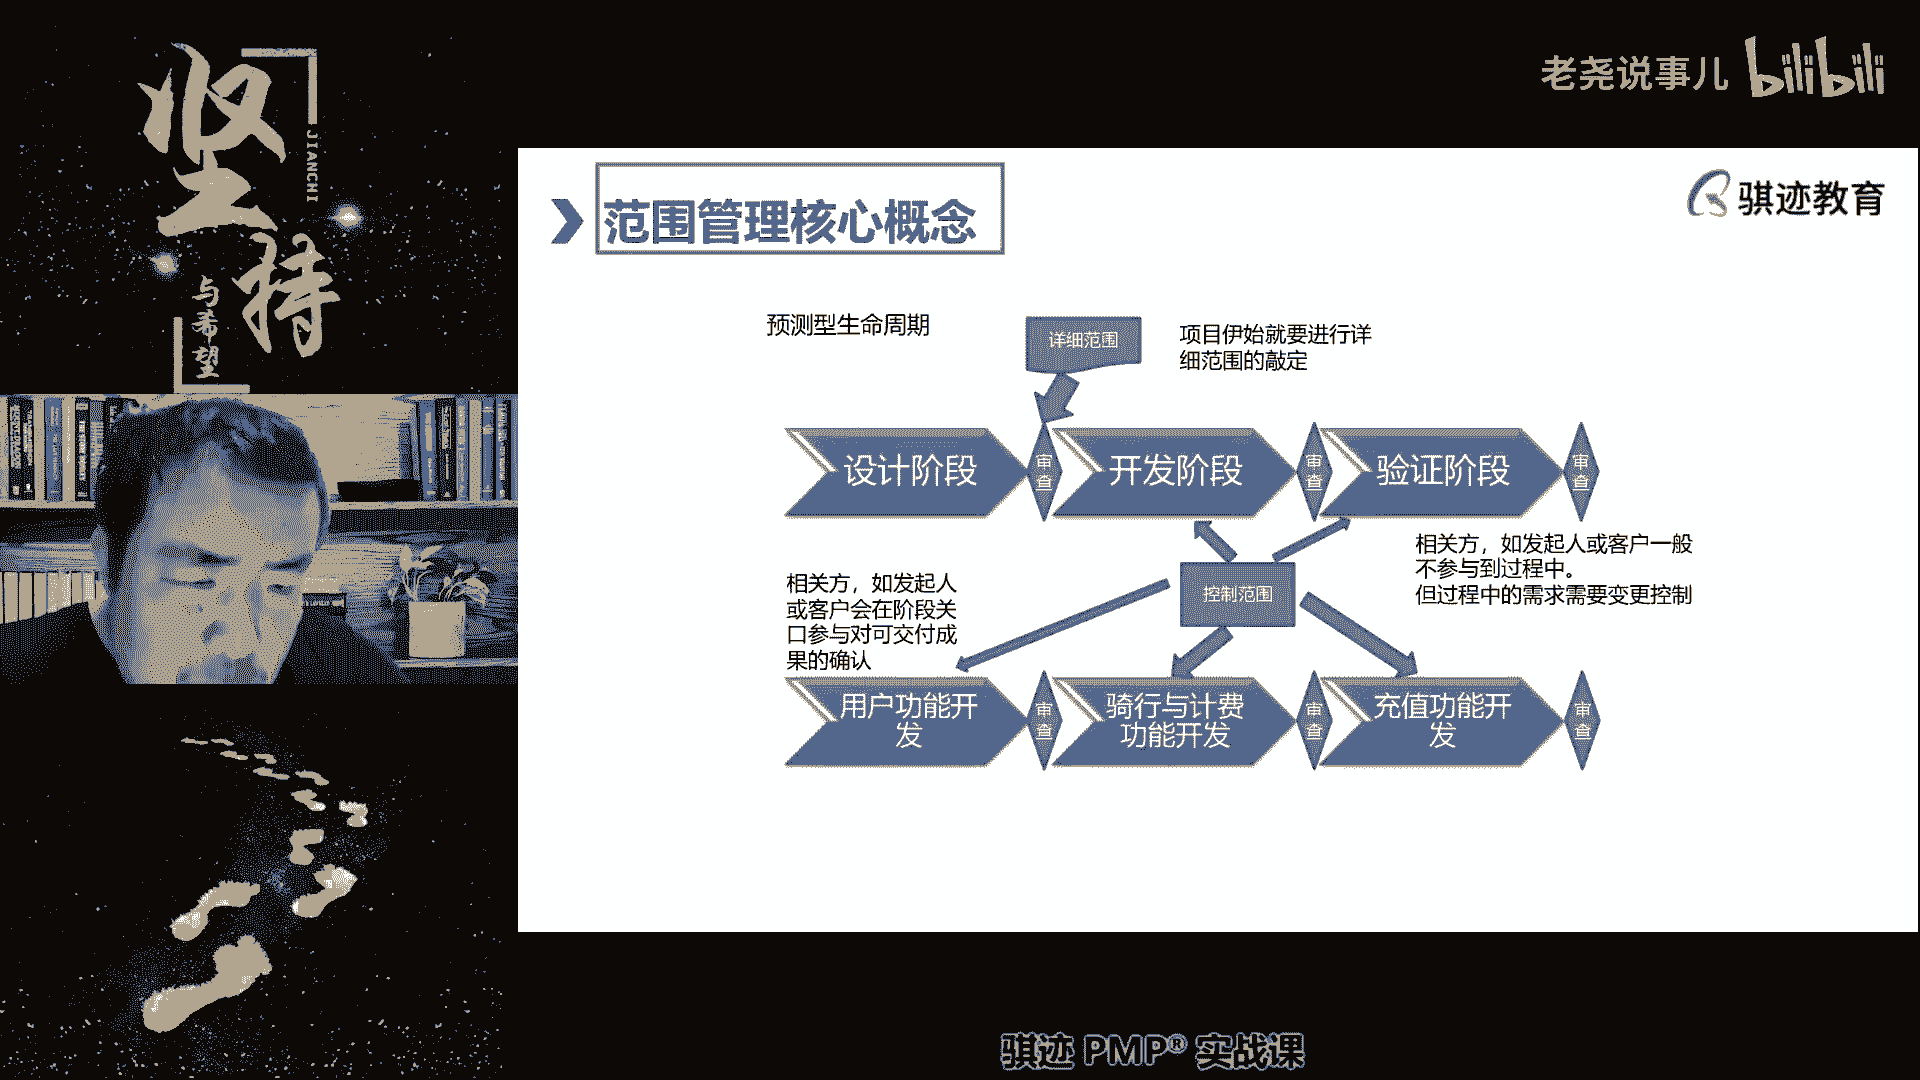 坚持
JIANCHI
与希望
老尧说事儿 bilibili
骐迹教育
范围管理核心概念
预测型生命周期
详细范围
项目伊始就要进行详
细范围的敲定
设计阶段
审查
开发阶段
审查
验证阶段
审查
相关方，如发起人或客户一般
不参与到过程中。
但过程中的需求需要变更控制
控制范围
相关方，如发起人
或客户会在阶段关
口参与对可交付成
果的确认
用户功能开
发
审查
骑行与计费
功能开发
审查
充值功能开
发
审查
骐迹 PMP® 实战课